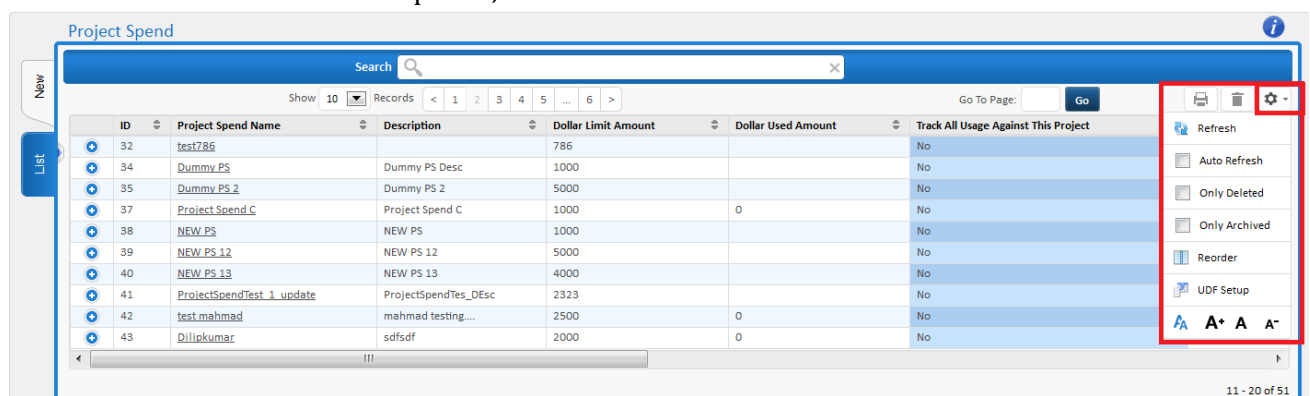 Project Spend
i
New
List
Search
Show 10 Records < 1 2 3 4 5 ... 6 > Go To Page: Go
ID Project Spend Name Description Dollar Limit Amount Dollar Used Amount Track All Usage Against This Project
32 test786 786 No
34 Dummy PS Dummy PS Desc 1000 No
35 Dummy PS 2 Dummy PS 2 5000 No
37 Project Spend C Project Spend C 1000 0 No
38 NEW PS NEW PS 1000 No
39 NEW PS 12 NEW PS 12 5000 No
40 NEW PS 13 NEW PS 13 4000 No
41 ProjectSpendTest_1_update ProjectSpendTes_DEsc 2323 No
42 test mahmad mahmad testing.... 2500 0 No
43 Dilipkumar sdfsdf 2000 0 No
Refresh
Auto Refresh
Only Deleted
Only Archived
Reorder
UDF Setup
AA A+ A A-
11 - 20 of 51